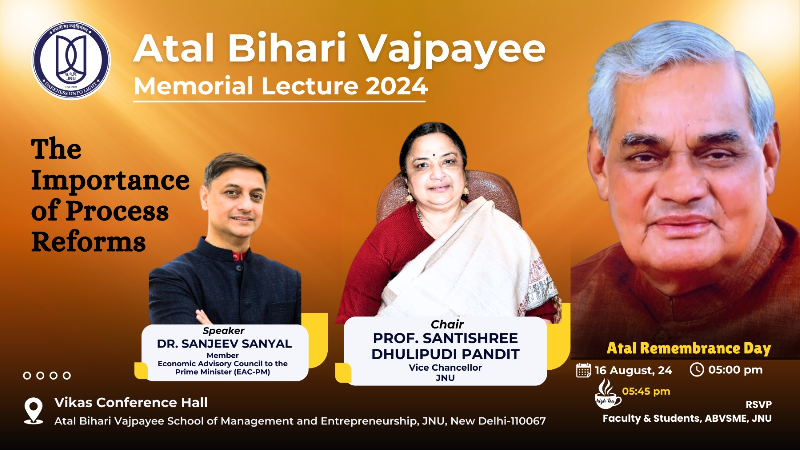 Atal Bihari Vajpayee
Memorial Lecture 2024
The
Importance
of Process
Reforms
Speaker
DR. SANJEEV SANYAL
Member
Economic Advisory Council to the
Prime Minister (EAC-PM)
Chair
PROF. SANTISHREE
DHULIPUDI PANDIT
Vice Chancellor
JNU
Atal Remembrance Day
16 August, 24
05:00 pm
High Tea
05:45 pm
Vikas Conference Hall
Atal Bihari Vajpayee School of Management and Entrepreneurship, JNU, New Delhi-110067
RSVP
Faculty & Students, ABVSME, JNU